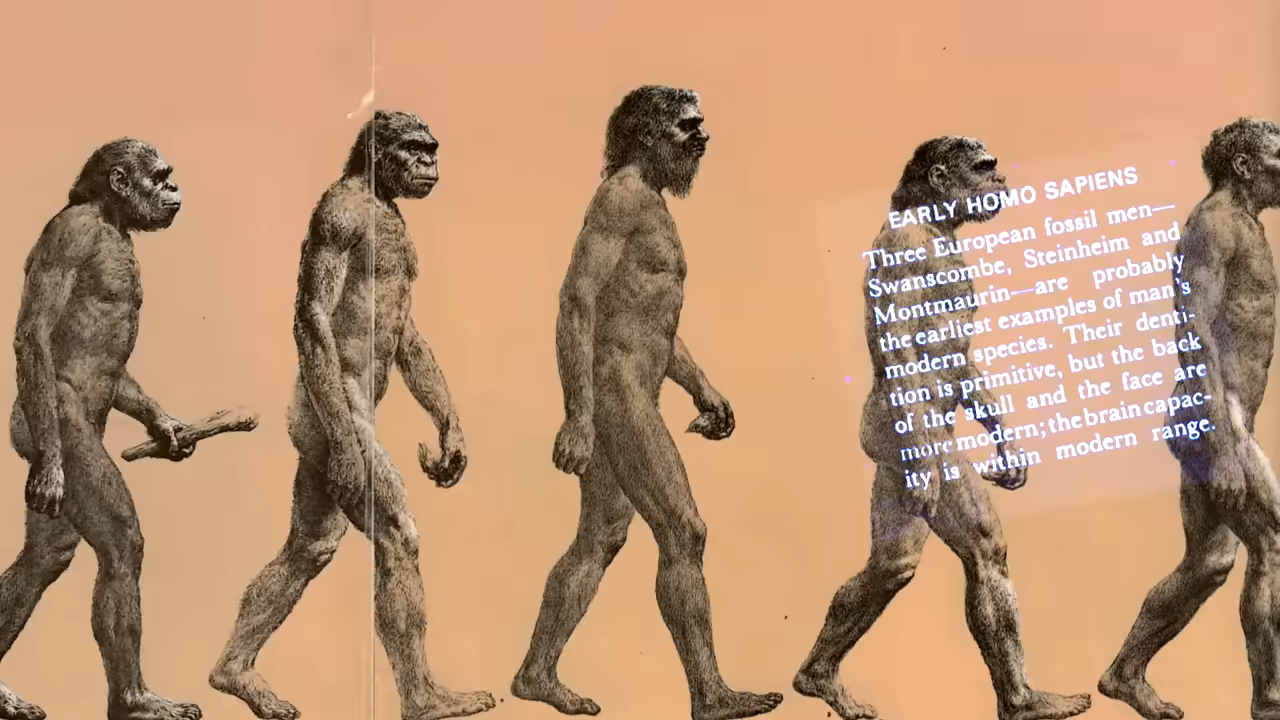 EARLY HOMO SAPIENS
Three European fossil men—
Swanscombe, Steinheim and
Montmaurin—are probably
the earliest examples of man's
modern species. Their denti-
tion is primitive, but the back
of the skull and the face are
more modern; the brain capac-
ity is within modern range.